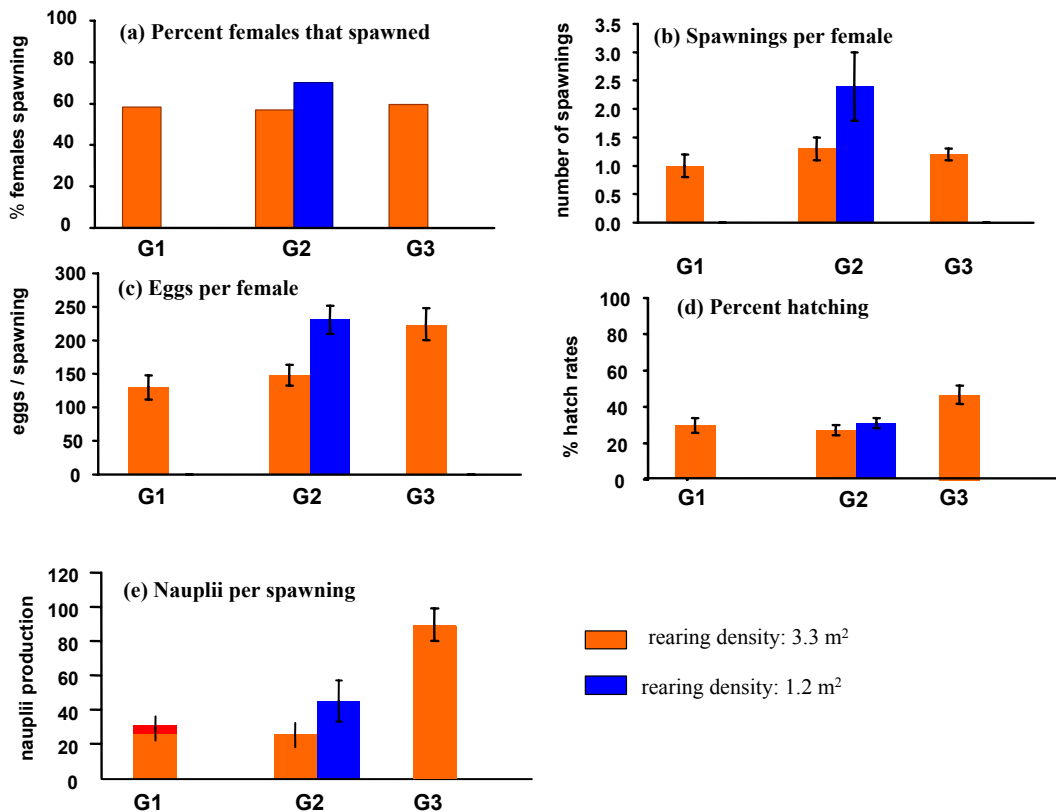 (a) Percent females that spawned
% females spawning
100
80
60
40
20
0
G1 G2 G3
(b) Spawnings per female
number of spawnings
3.5
3.0
2.5
2.0
1.5
1.0
0.5
0.0
G1 G2 G3
(c) Eggs per female
eggs / spawning
300
250
200
150
100
50
0
G1 G2 G3
(d) Percent hatching
% hatch rates
100
80
60
40
20
0
G1 G2 G3
(e) Nauplii per spawning
nauplii production
120
100
80
60
40
20
0
G1 G2 G3
rearing density: 3.3 m²
rearing density: 1.2 m²